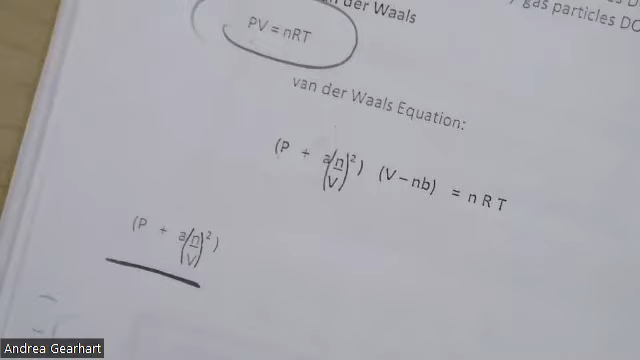 der Waals
gas particles DO
PV = nRT
van der Waals Equation:
(P + a(n/V)²) (V – nb) = n R T
(P + a(n/V)²)
Andrea Gearhart